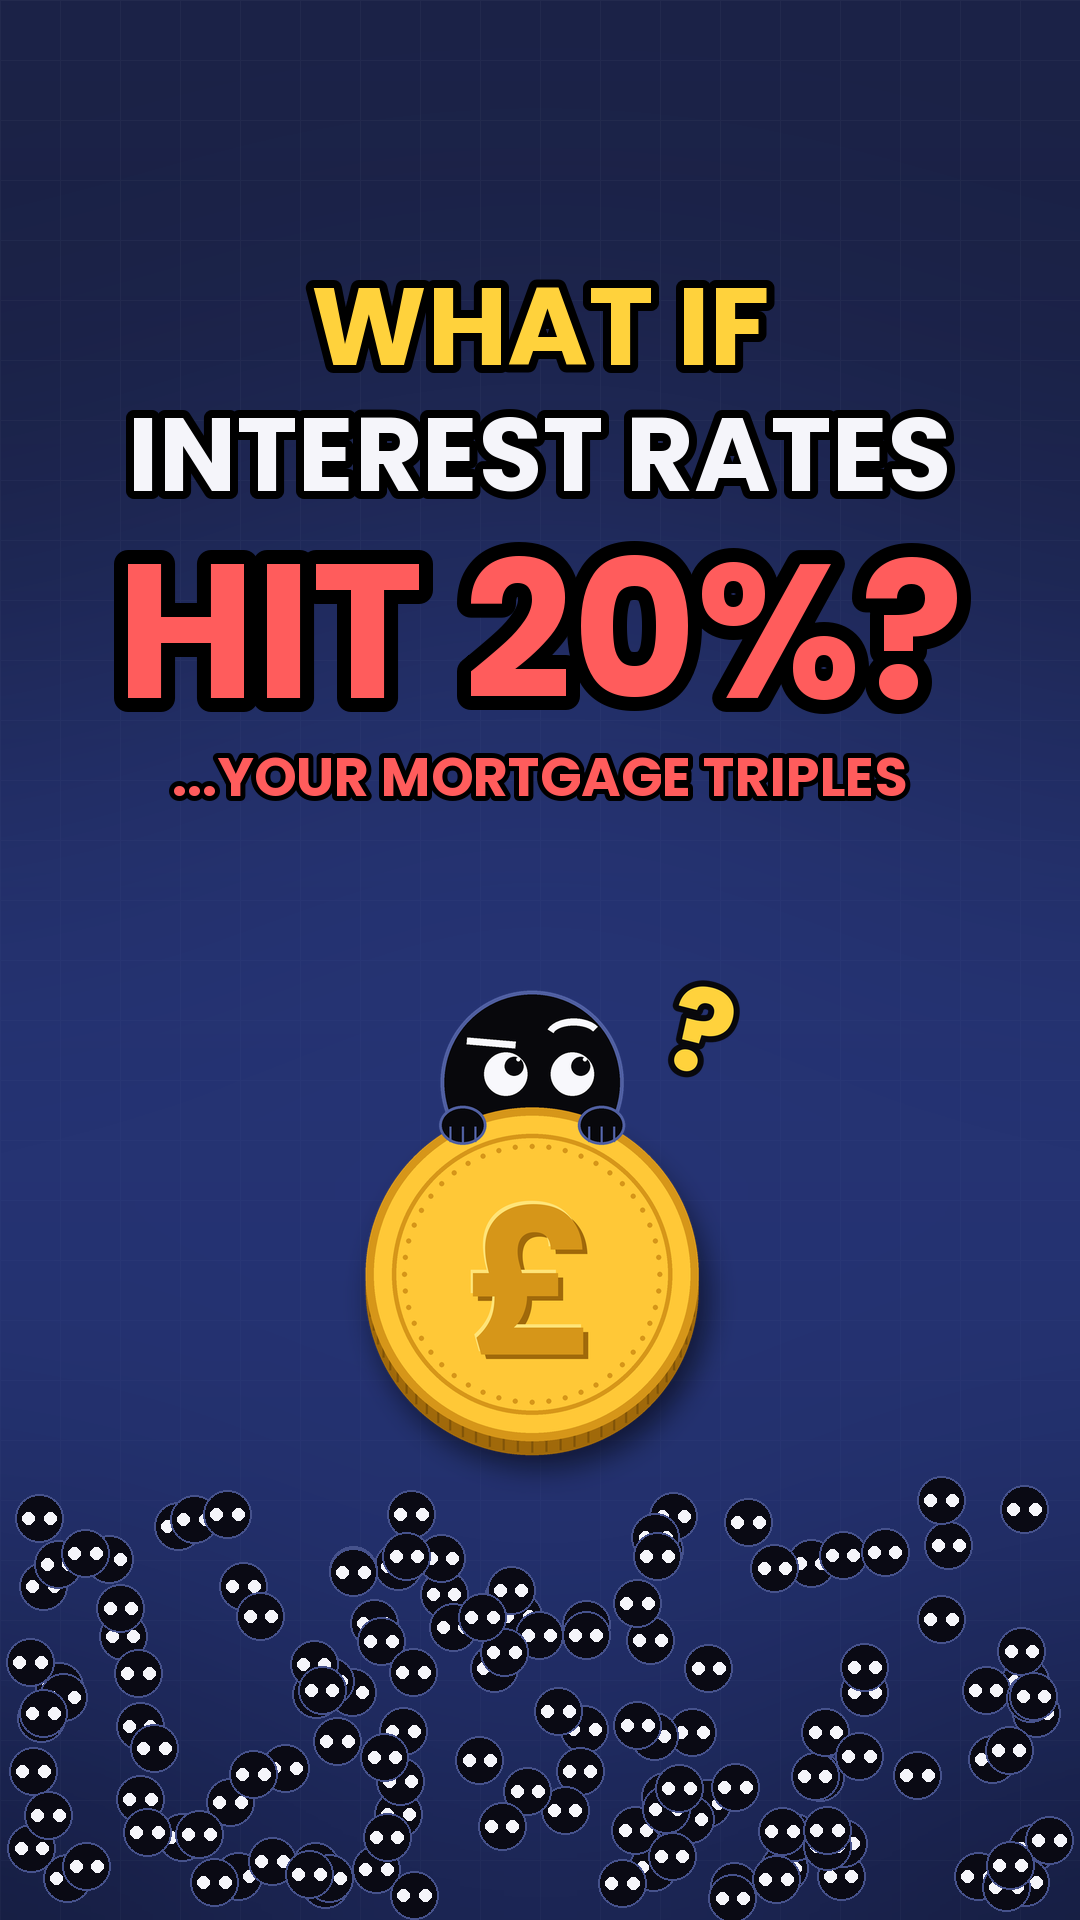 WHAT IF
INTEREST RATES
HIT 20%?
...YOUR MORTGAGE TRIPLES
?
£